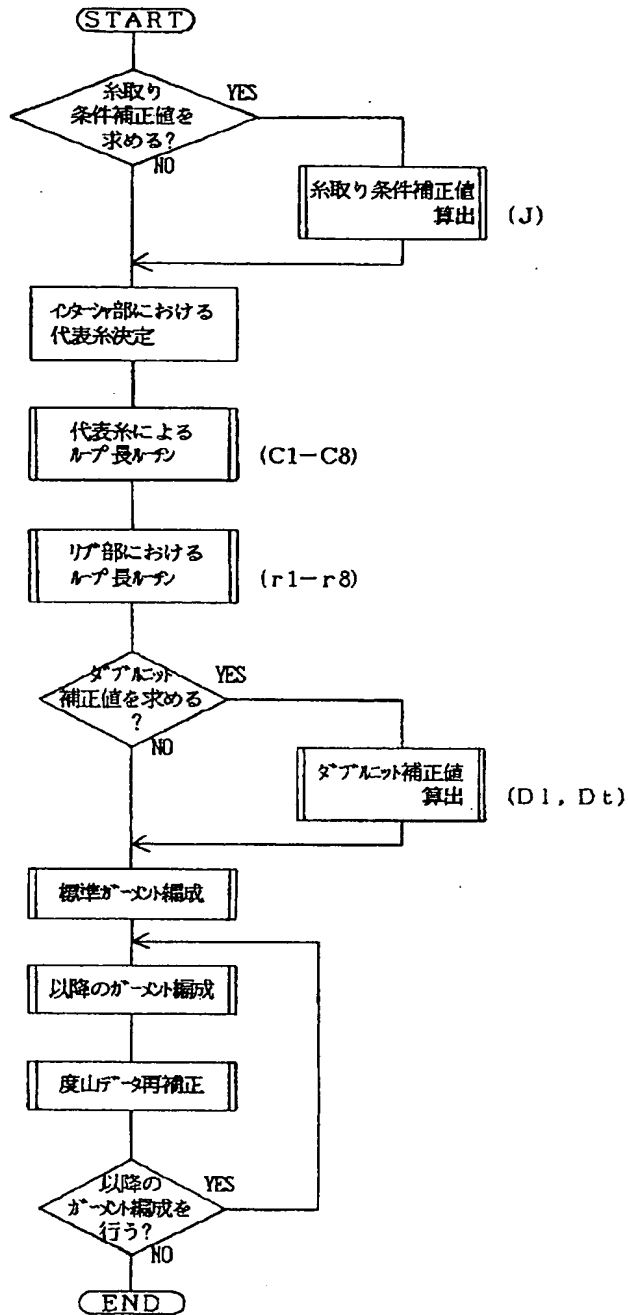 START
糸取り
条件補正値を
求める?
YES
NO
糸取り条件補正値
算出
(J)
インターシャ部における
代表糸決定
代表糸による
ループ長ルーチン
(C1-C8)
リブ部における
ループ長ルーチン
(r1-r8)
ダブルニット
補正値を求める
?
YES
NO
ダブルニット補正値
算出
(D1, Dt)
標準ガーメント編成
以降のガーメント編成
度山データ再補正
以降の
ガーメント編成を
行う?
YES
NO
END